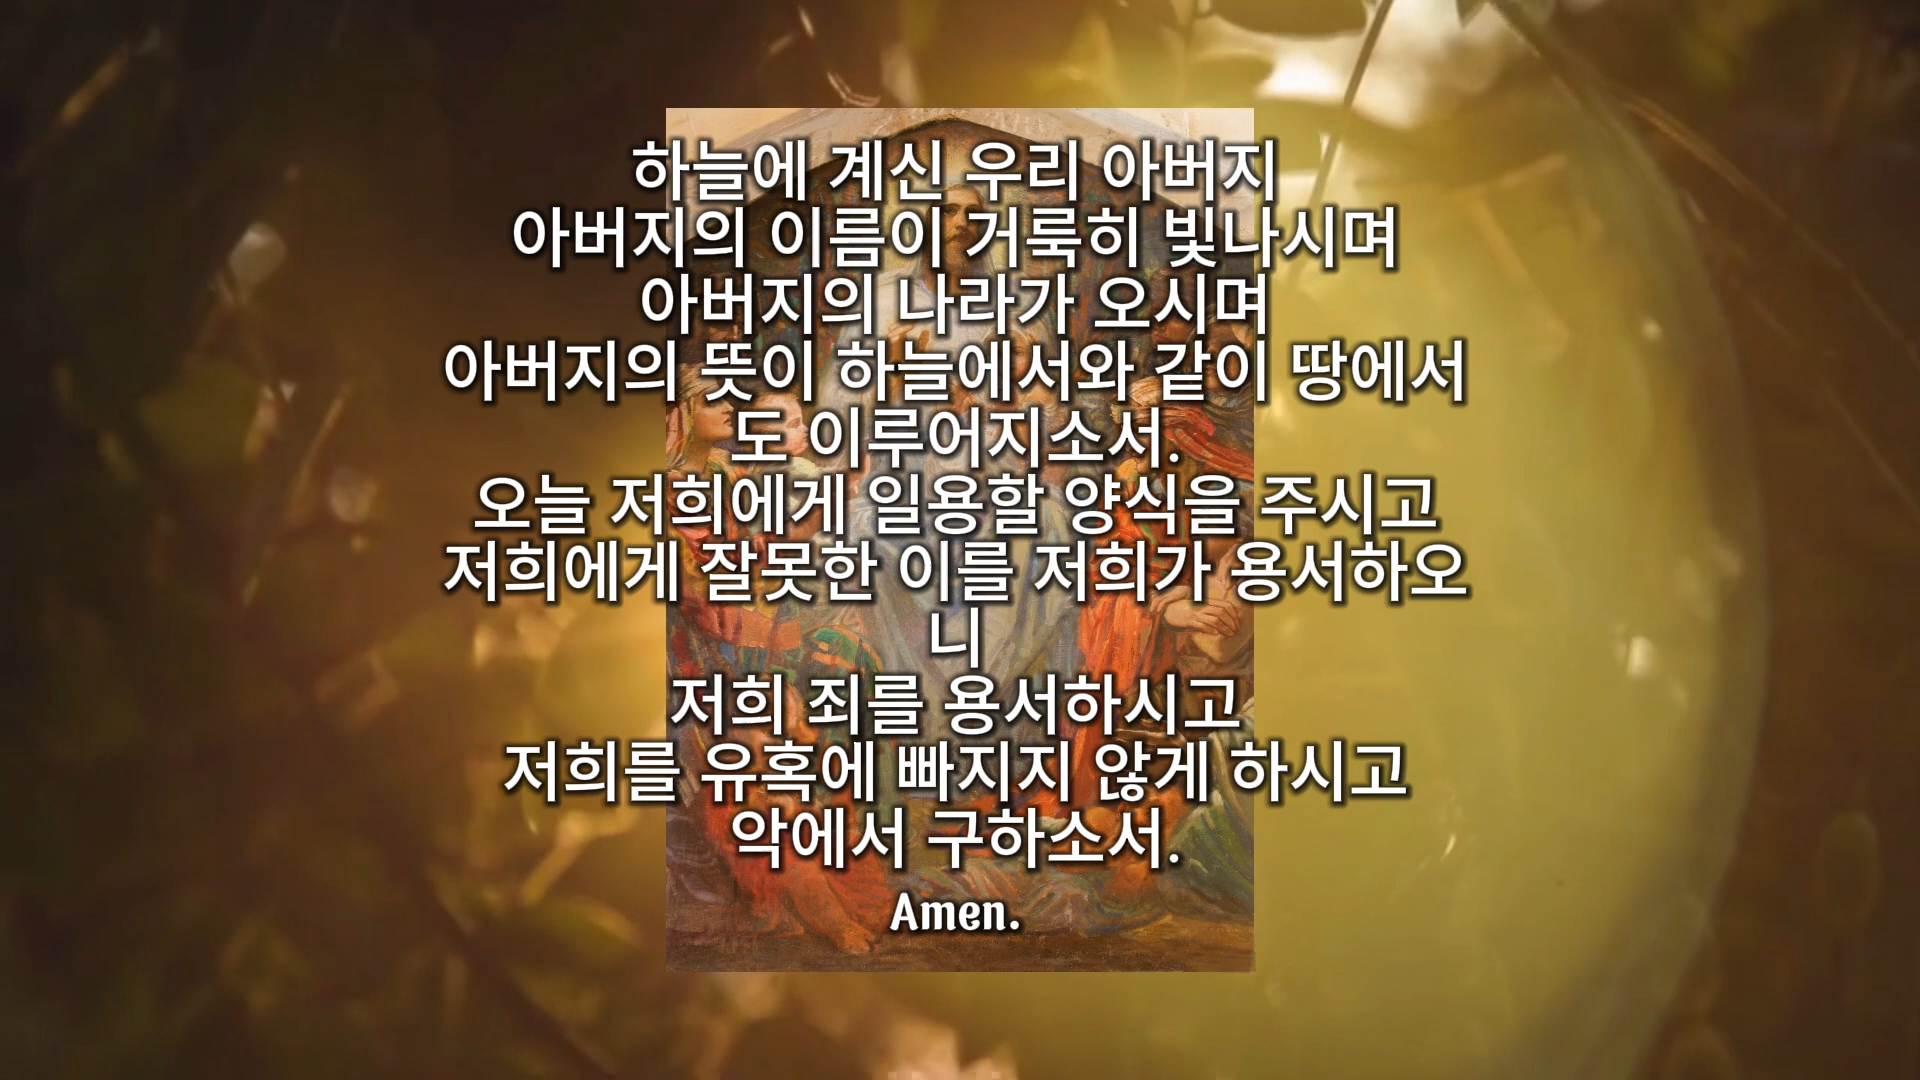 하늘에 계신 우리 아버지
아버지의 이름이 거룩히 빛나시며
아버지의 나라가 오시며
아버지의 뜻이 하늘에서와 같이 땅에서
도 이루어지소서.
오늘 저희에게 일용할 양식을 주시고
저희에게 잘못한 이를 저희가 용서하오
니
저희 죄를 용서하시고
저희를 유혹에 빠지지 않게 하시고
악에서 구하소서.
Amen.